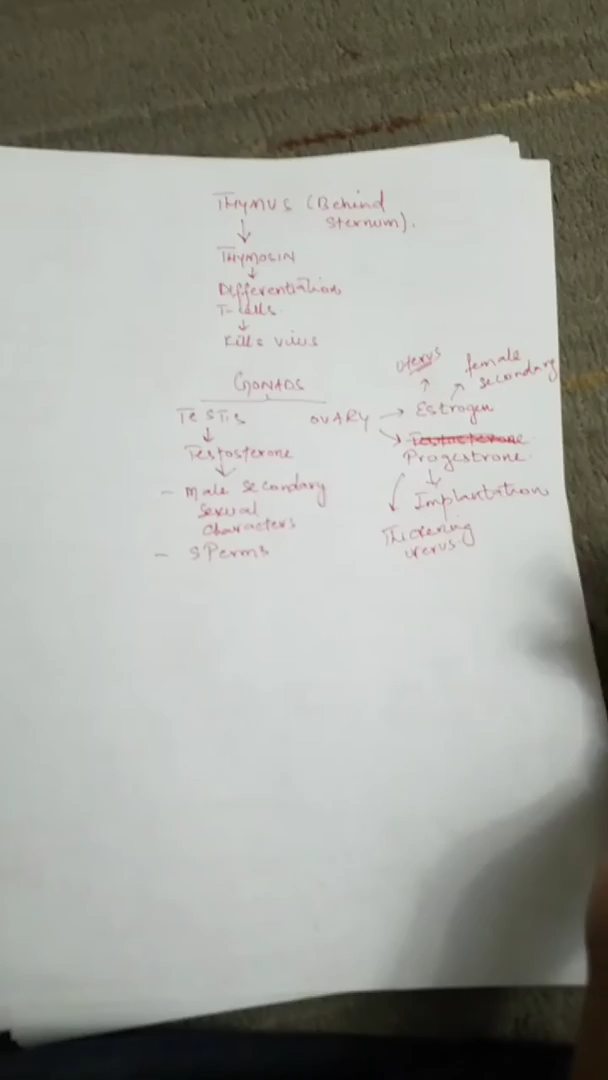 THYMUS (Behind
sternum).
THYMOSIN
Differentiation
T-cells
kills virus
GONADS
TESTIS
Testosterone
- Male secondary
sexual
characters
- SPerms
OVARY
uterus
female
secondary
Estrogen
Testosterone
Progestrone
Implantation
Thickening
uterus.